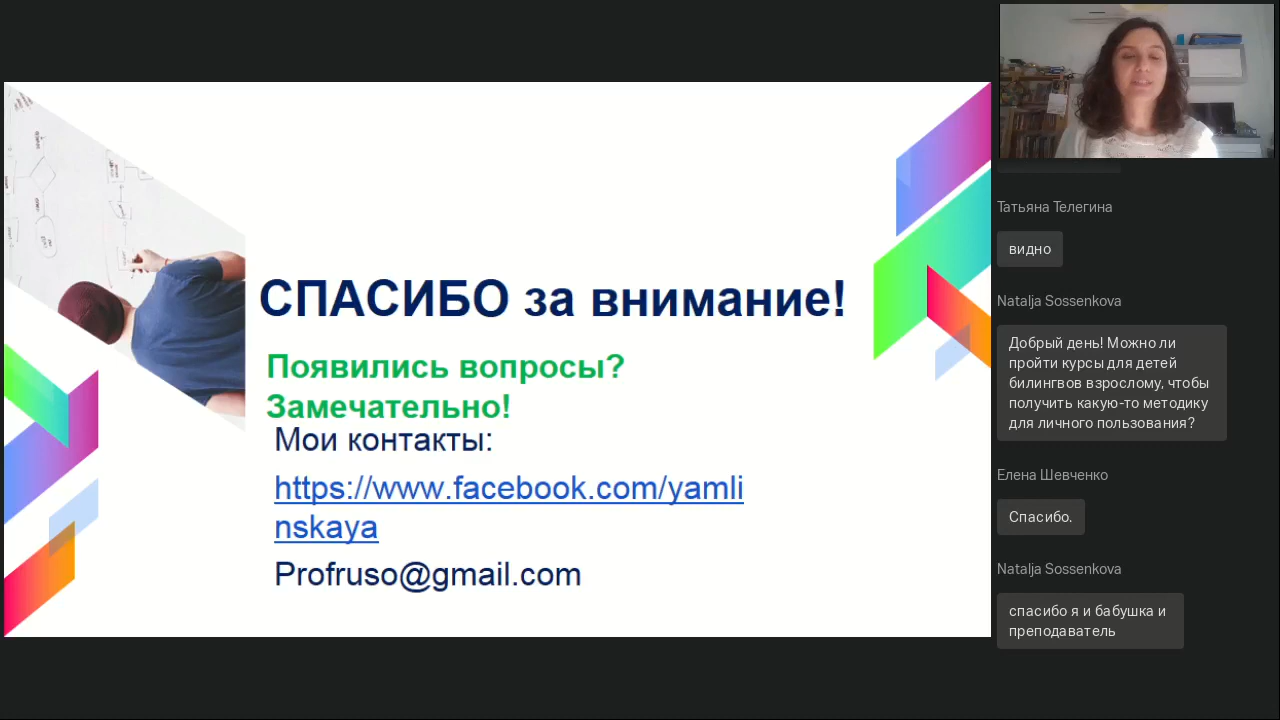 СПАСИБО за внимание!
Появились вопросы?
Замечательно!
Мои контакты:
https://www.facebook.com/yamli
nskaya
Profruso@gmail.com
Татьяна Телегина
видно
Natalja Sossenkova
Добрый день! Можно ли
пройти курсы для детей
билингвов взрослому, чтобы
получить какую-то методику
для личного пользования?
Елена Шевченко
Спасибо.
Natalja Sossenkova
спасибо я и бабушка и
преподаватель